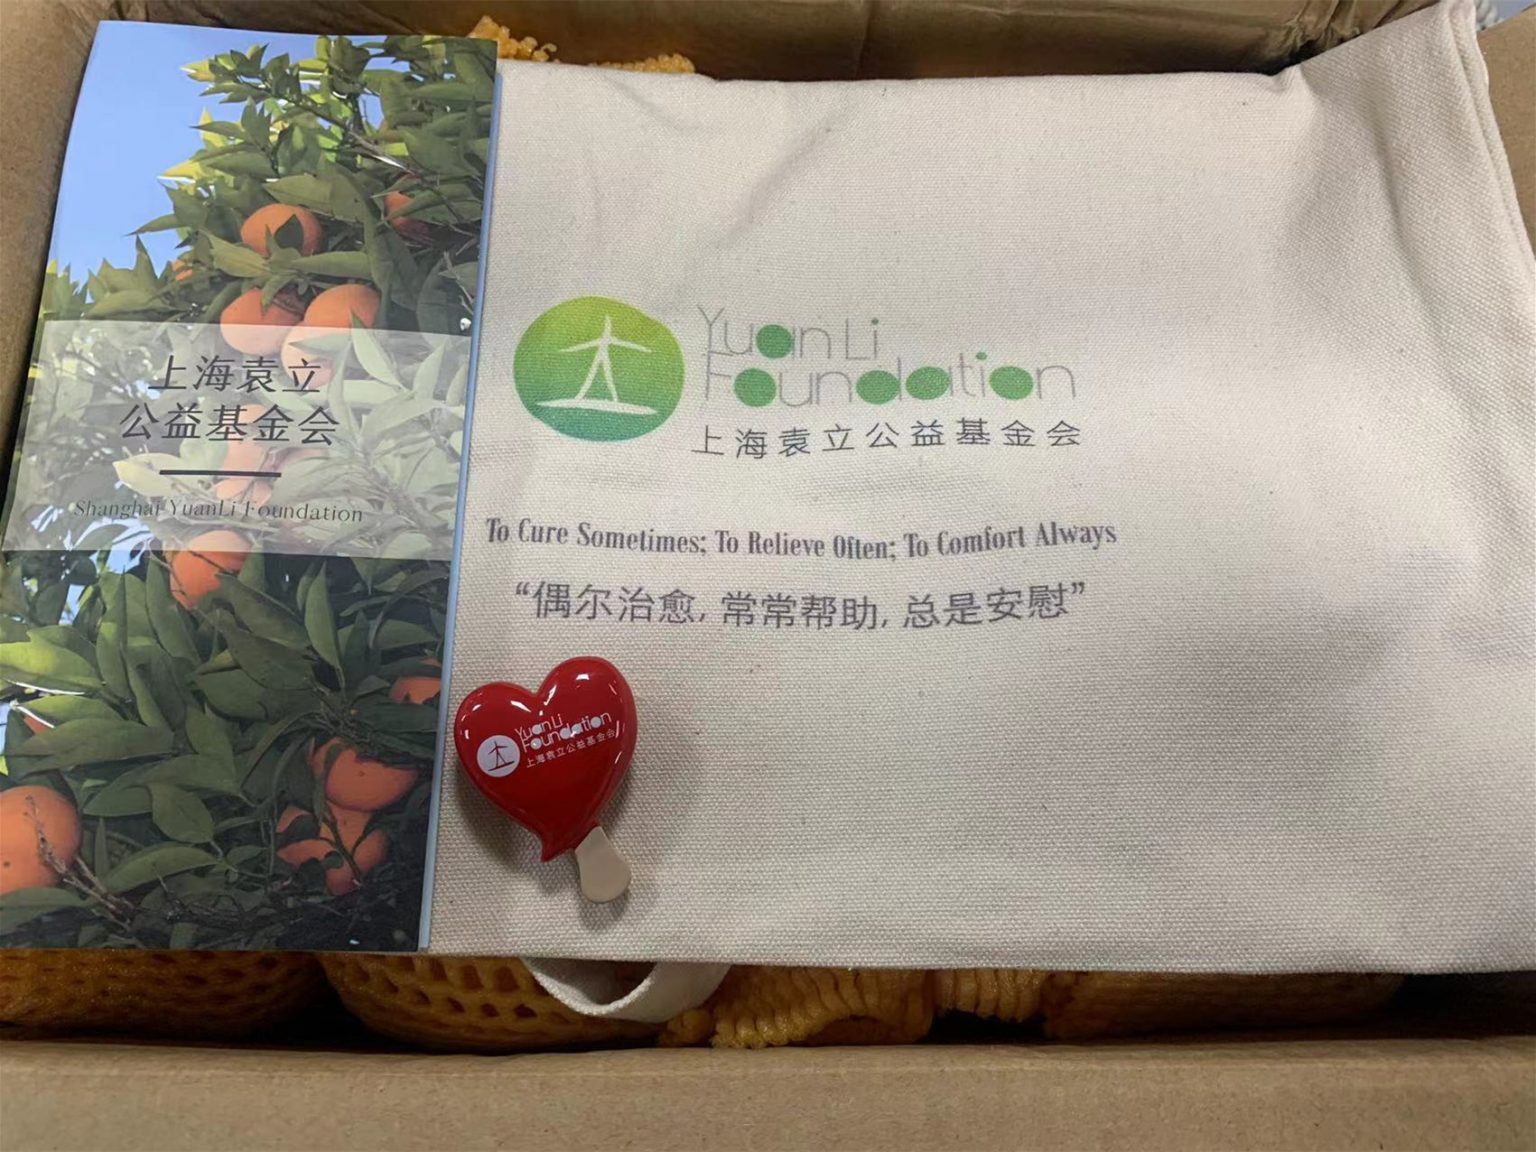 上海袁立
公益基金会
Shanghai YuanLi Foundation
YuanLi
Foundation
上海袁立公益基金会
To Cure Sometimes; To Relieve Often; To Comfort Always
“偶尔治愈, 常常帮助, 总是安慰”
YuanLi
Foundation
上海袁立公益基金会